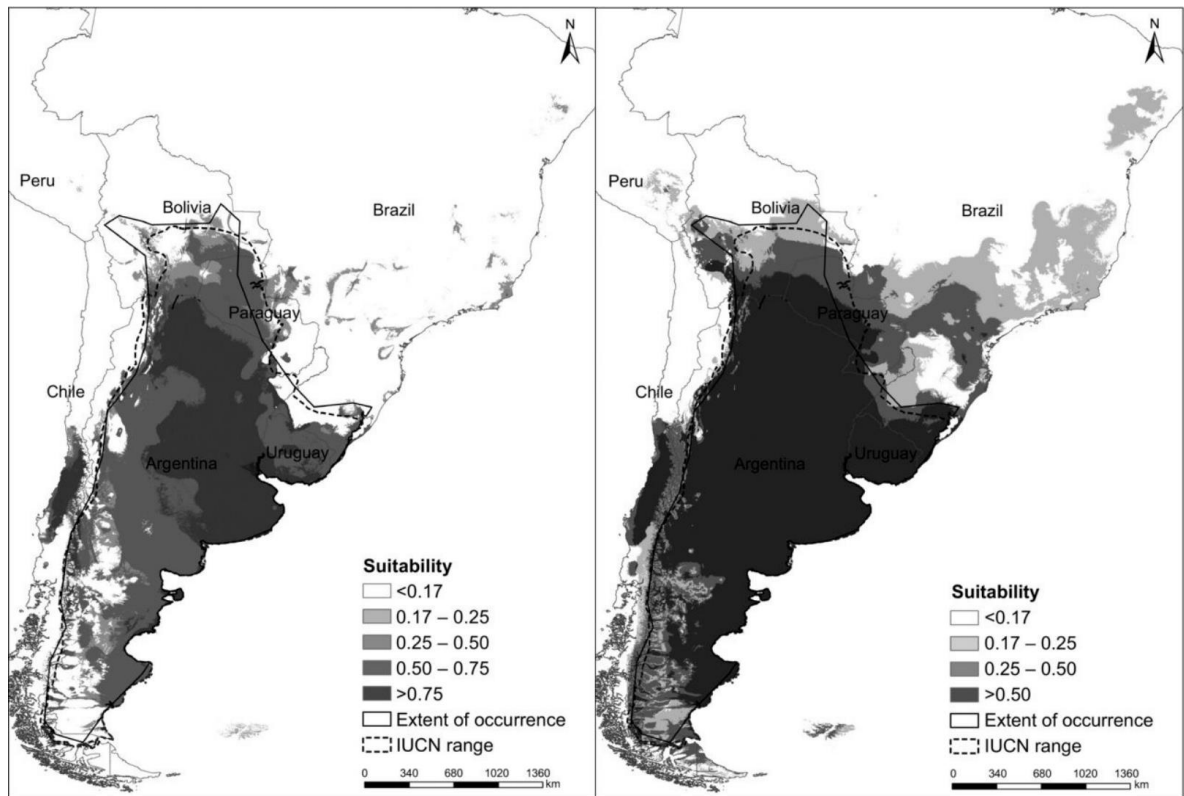 N
Peru
Bolivia
Brazil
Paraguay
Chile
Argentina
Uruguay
Suitability
<0.17
0.17 – 0.25
0.25 – 0.50
0.50 – 0.75
>0.75
Extent of occurrence
IUCN range
0 340 680 1020 1360
km
N
Peru
Bolivia
Brazil
Paraguay
Chile
Argentina
Uruguay
Suitability
<0.17
0.17 – 0.25
0.25 – 0.50
>0.50
Extent of occurrence
IUCN range
0 340 680 1020 1360
km